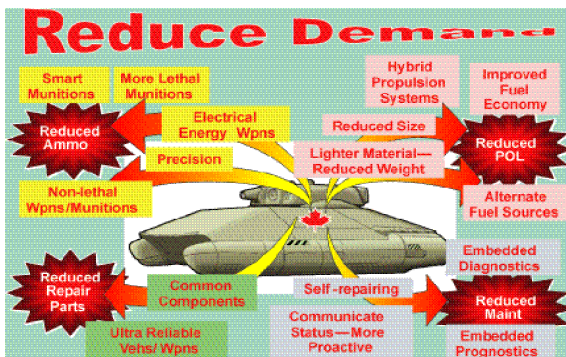 Reduce Demand
Smart
Munitions
More Lethal
Munitions
Hybrid
Propulsion
Systems
Improved
Fuel
Economy
Electrical
Energy Wpns
Reduced
Ammo
Reduced Size
Reduced
POL
Precision
Lighter Material—
Reduced Weight
Non-lethal
Wpns/Munitions
Alternate
Fuel Sources
Embedded
Diagnostics
Reduced
Repair
Parts
Common
Components
Self-repairing
Reduced
Maint
Ultra Reliable
Vehs/ Wpns
Communicate
Status—More
Proactive
Embedded
Prognostics